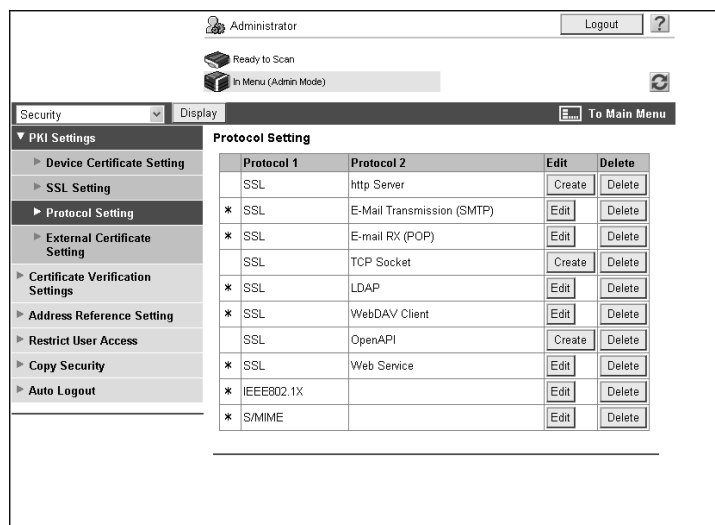 Administrator
Logout
?
Ready to Scan
In Menu (Admin Mode)
Security
Display
To Main Menu
PKI Settings
Device Certificate Setting
SSL Setting
Protocol Setting
External Certificate
Setting
Certificate Verification
Settings
Address Reference Setting
Restrict User Access
Copy Security
Auto Logout
Protocol Setting
Protocol 1 Protocol 2 Edit Delete
SSL http Server Create Delete
* SSL E-Mail Transmission (SMTP) Edit Delete
* SSL E-mail RX (POP) Edit Delete
SSL TCP Socket Create Delete
* SSL LDAP Edit Delete
* SSL WebDAV Client Edit Delete
SSL OpenAPI Create Delete
* SSL Web Service Edit Delete
* IEEE802.1X Edit Delete
* S/MIME Edit Delete